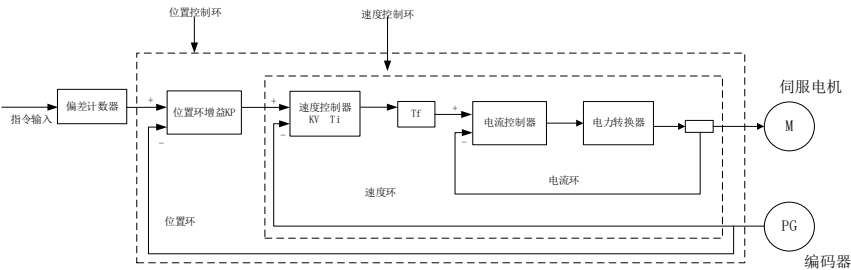 位置控制环
速度控制环
伺服电机
指令输入
偏差计数器
+
−
位置环增益KP
+
−
速度控制器
KV Ti
Tf
+
−
电流控制器
电力转换器
M
速度环
电流环
位置环
PG
编码器